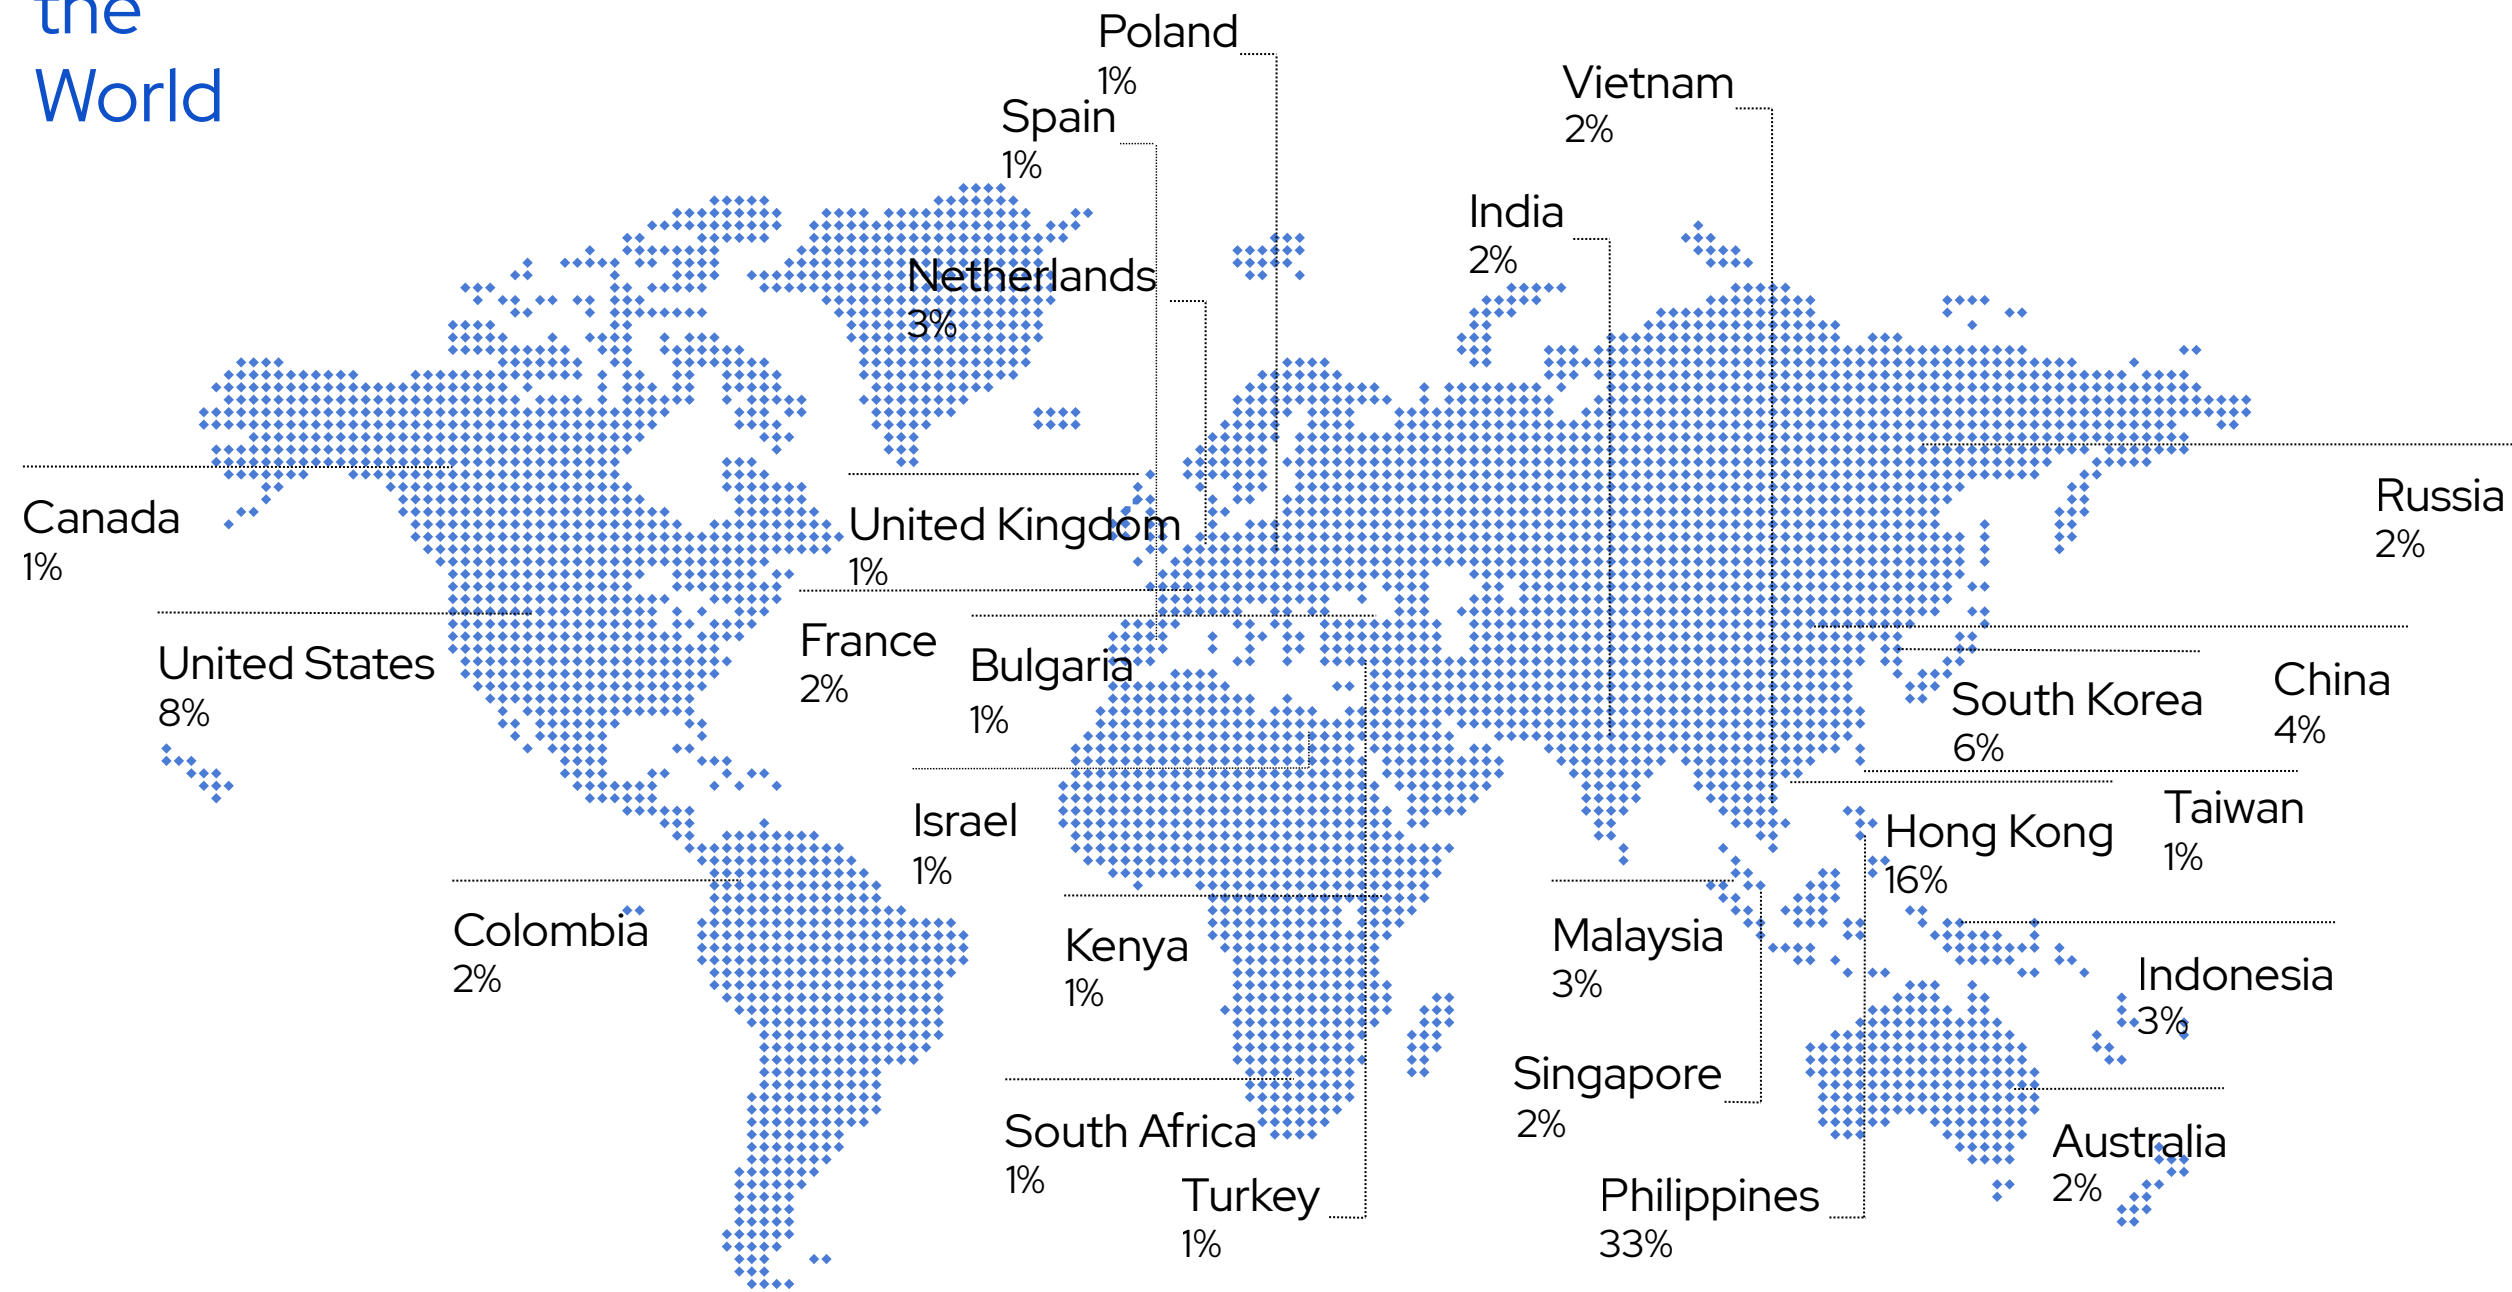 the
World
Poland
1%
Spain
1%
Vietnam
2%
India
2%
Netherlands
3%
Canada
1%
United Kingdom
1%
Russia
2%
United States
8%
France
2%
Bulgaria
1%
South Korea
6%
China
4%
Israel
1%
Hong Kong
16%
Taiwan
1%
Colombia
2%
Kenya
1%
Malaysia
3%
Indonesia
3%
Singapore
2%
South Africa
1%
Turkey
1%
Philippines
33%
Australia
2%